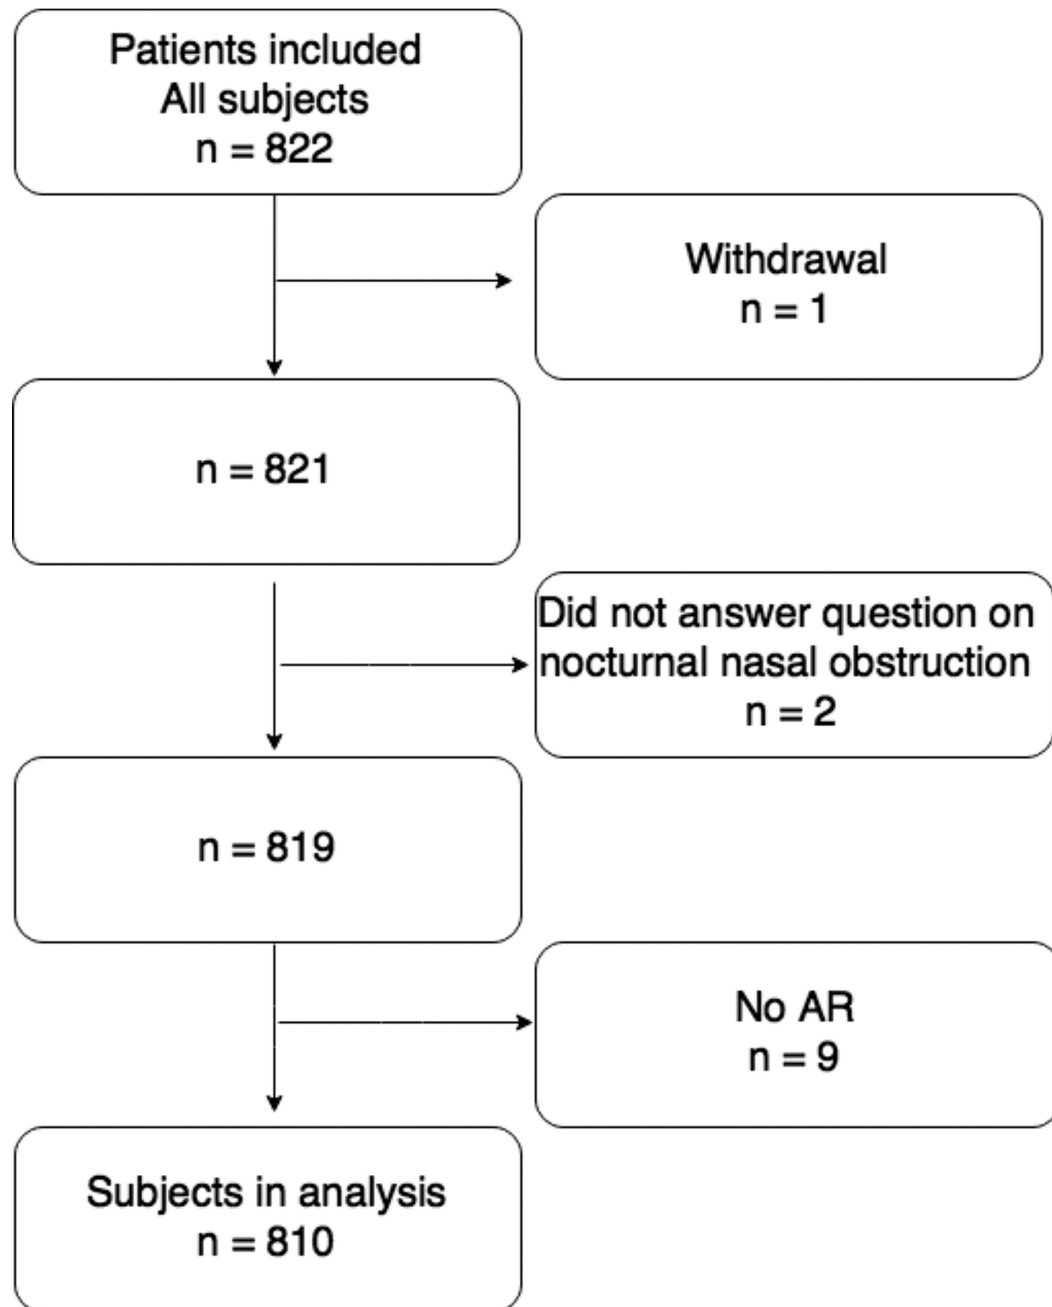 Patients included
All subjects
n = 822
Withdrawal
n = 1
n = 821
Did not answer question on
nocturnal nasal obstruction
n = 2
n = 819
No AR
n = 9
Subjects in analysis
n = 810